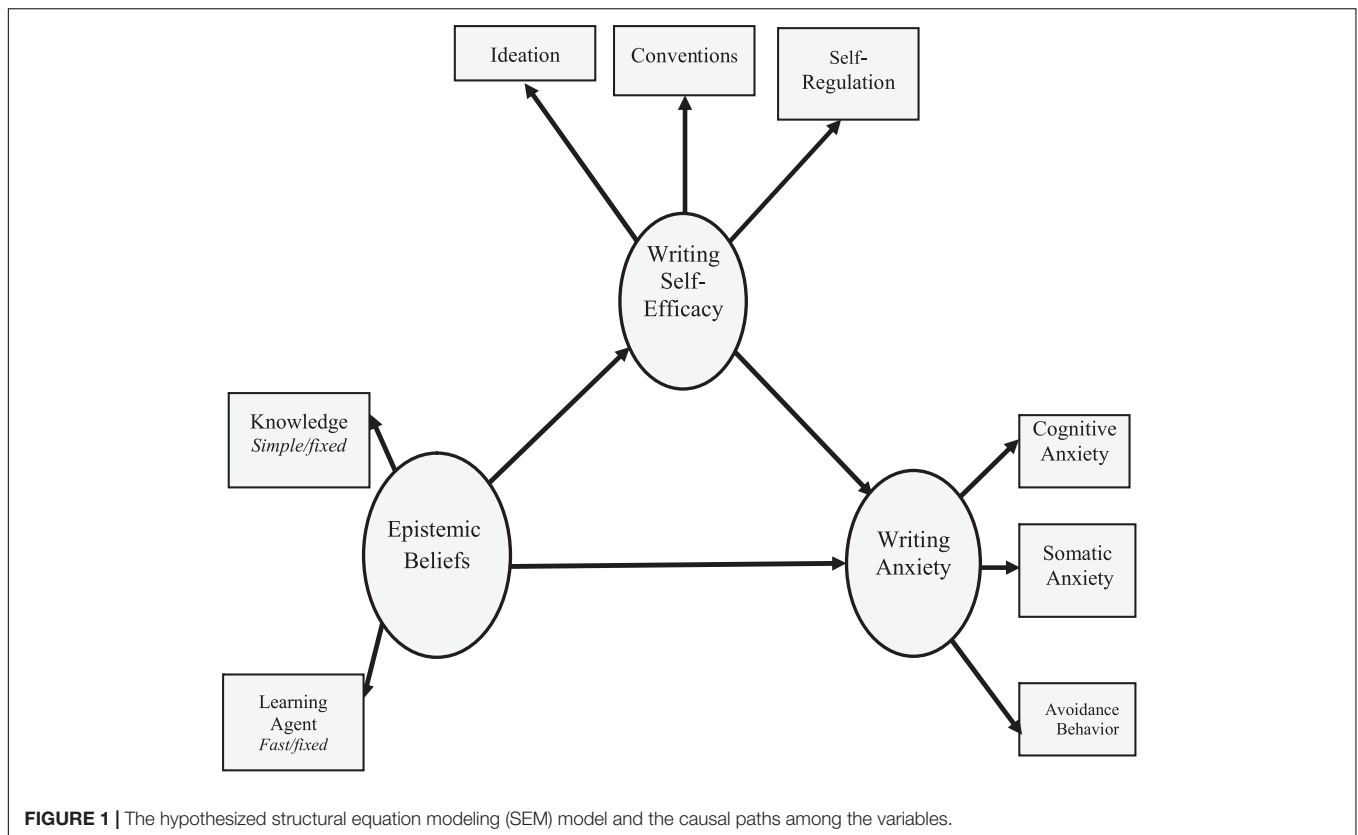 Ideation
Conventions
Self-
Regulation
Writing
Self-
Efficacy
Knowledge
Simple/fixed
Epistemic
Beliefs
Learning
Agent
Fast/fixed
Writing
Anxiety
Cognitive
Anxiety
Somatic
Anxiety
Avoidance
Behavior
FIGURE 1 | The hypothesized structural equation modeling (SEM) model and the causal paths among the variables.